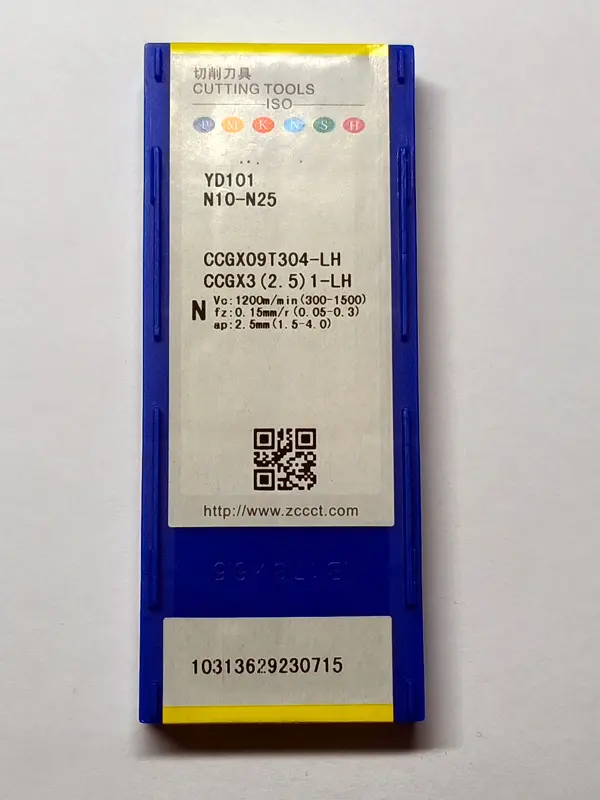 切削刀具
CUTTING TOOLS
ISO
P M K N S H
YD101
N10-N25
CCGX09T304-LH
CCGX3(2.5)1-LH
N
Vc:1200m/min(300-1500)
fz:0.15mm/r(0.05-0.3)
ap:2.5mm(1.5-4.0)
http://www.zccct.com
10313629230715